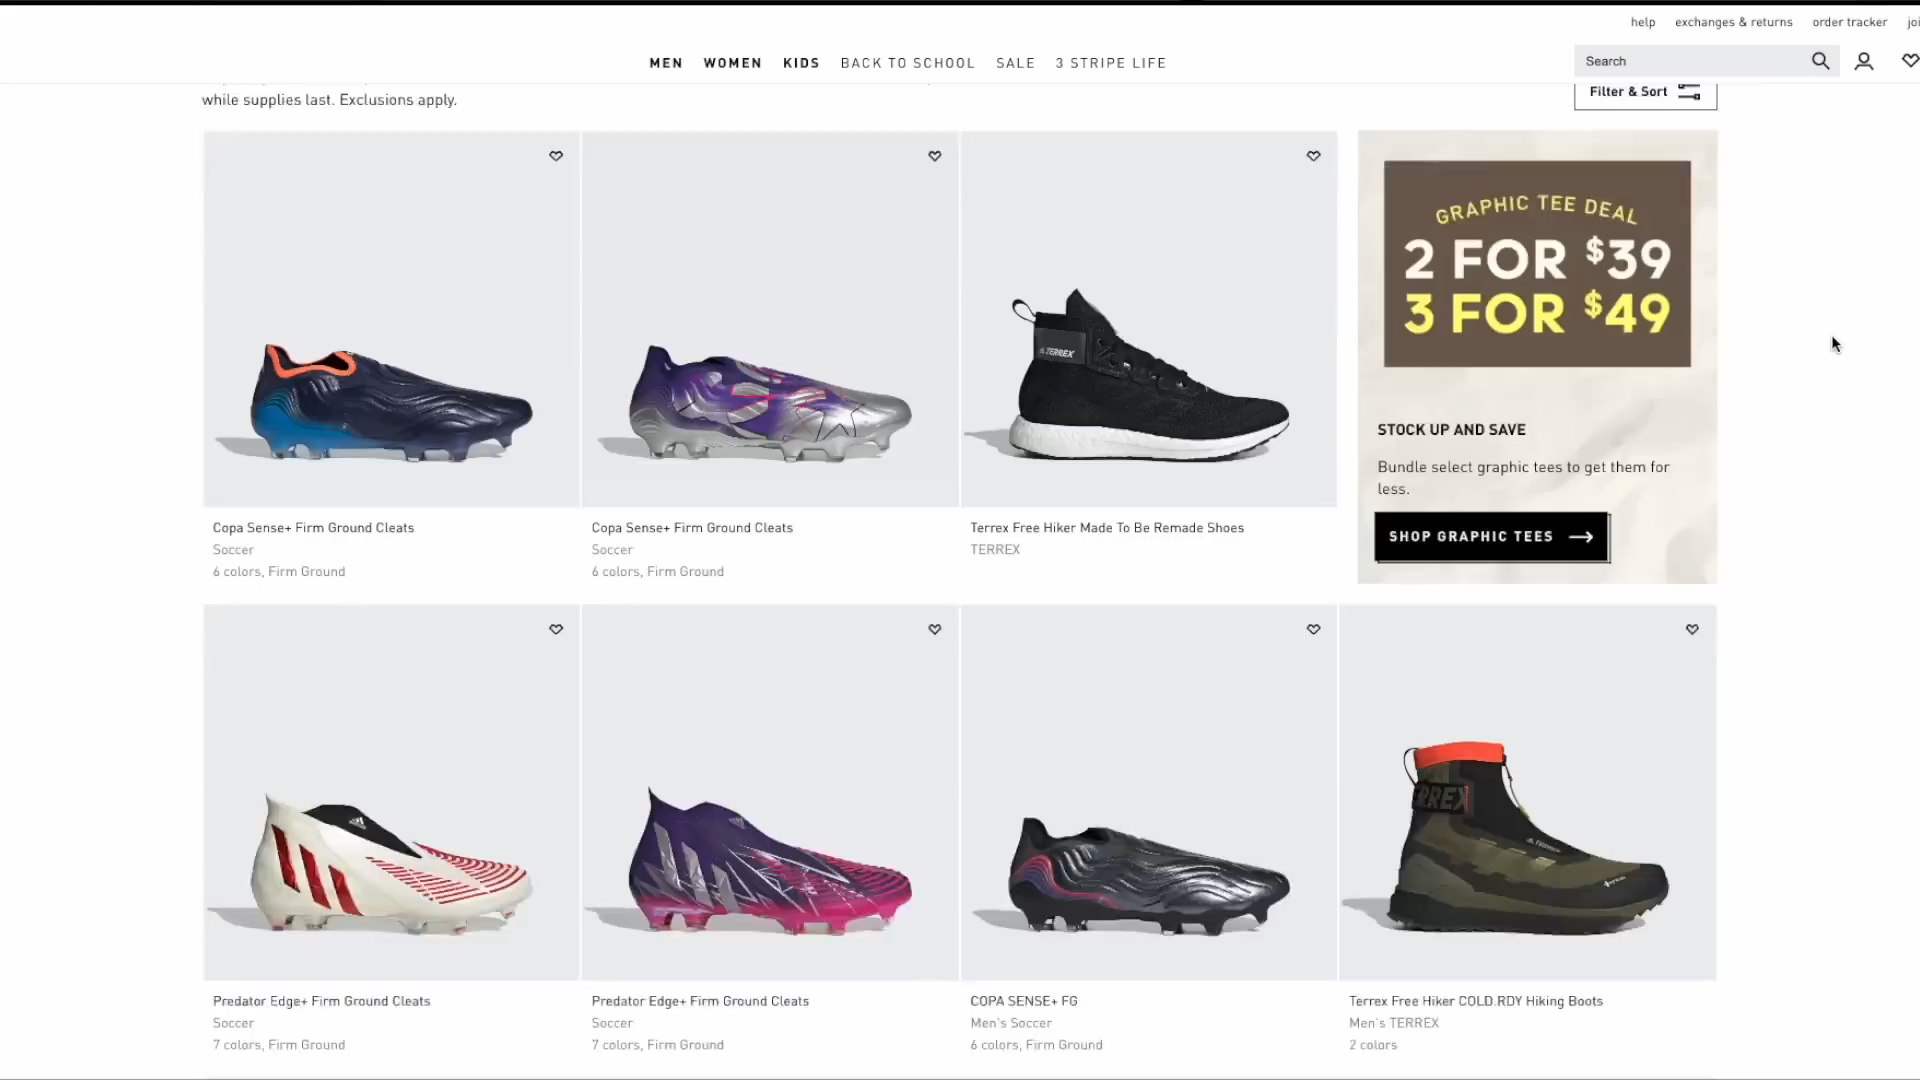 help exchanges & returns order tracker
MEN WOMEN KIDS BACK TO SCHOOL SALE 3 STRIPE LIFE
Search
while supplies last. Exclusions apply.
Filter & Sort
GRAPHIC TEE DEAL
2 FOR $39
3 FOR $49
TERREX
STOCK UP AND SAVE
Bundle select graphic tees to get them for
less.
SHOP GRAPHIC TEES
Copa Sense+ Firm Ground Cleats
Soccer
6 colors, Firm Ground
Copa Sense+ Firm Ground Cleats
Soccer
6 colors, Firm Ground
Terrex Free Hiker Made To Be Remade Shoes
TERREX
Predator Edge+ Firm Ground Cleats
Soccer
7 colors, Firm Ground
Predator Edge+ Firm Ground Cleats
Soccer
7 colors, Firm Ground
COPA SENSE+ FG
Men's Soccer
6 colors, Firm Ground
Terrex Free Hiker COLD.RDY Hiking Boots
Men's TERREX
2 colors